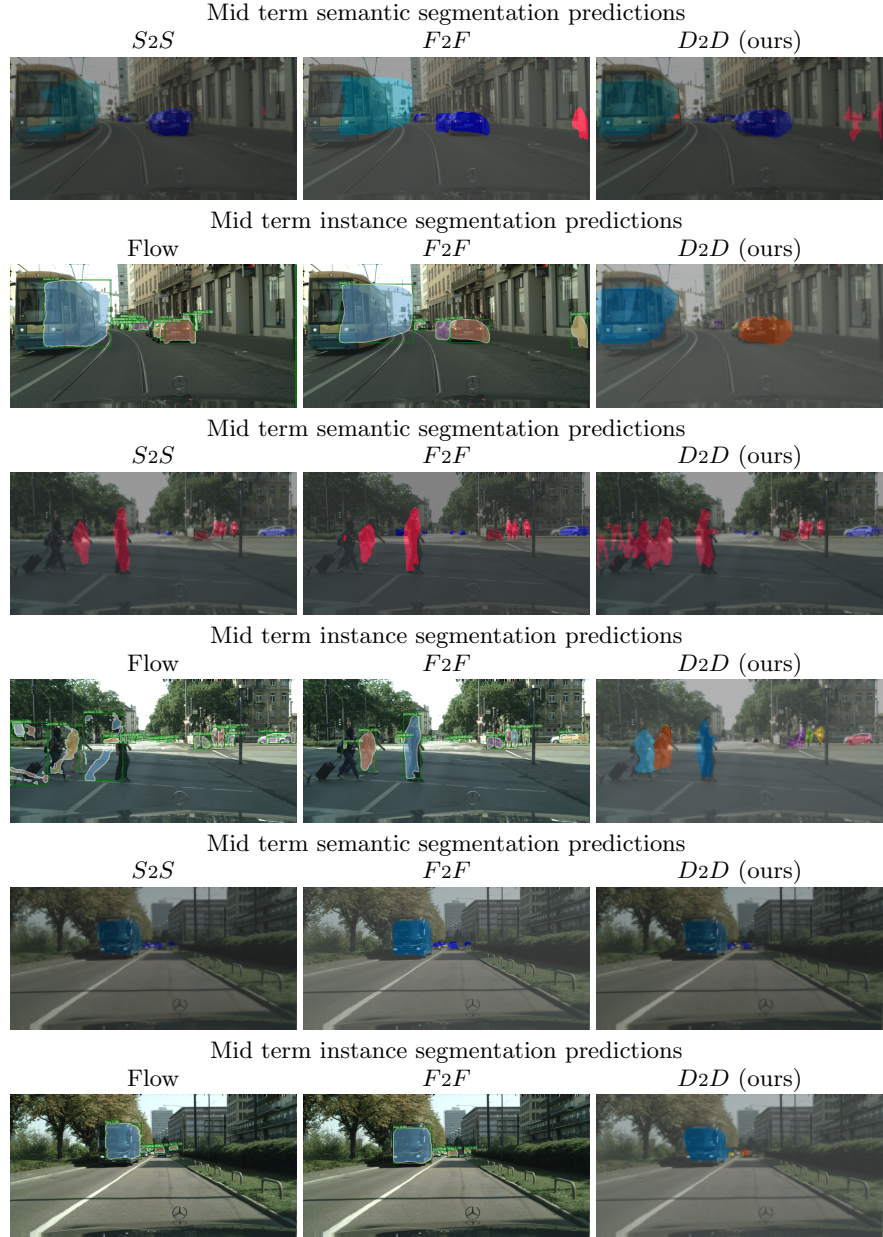 Mid term semantic segmentation predictions
S2S F2F D2D (ours)
Mid term instance segmentation predictions
Flow F2F D2D (ours)
Mid term semantic segmentation predictions
S2S F2F D2D (ours)
Mid term instance segmentation predictions
Flow F2F D2D (ours)
Mid term semantic segmentation predictions
S2S F2F D2D (ours)
Mid term instance segmentation predictions
Flow F2F D2D (ours)